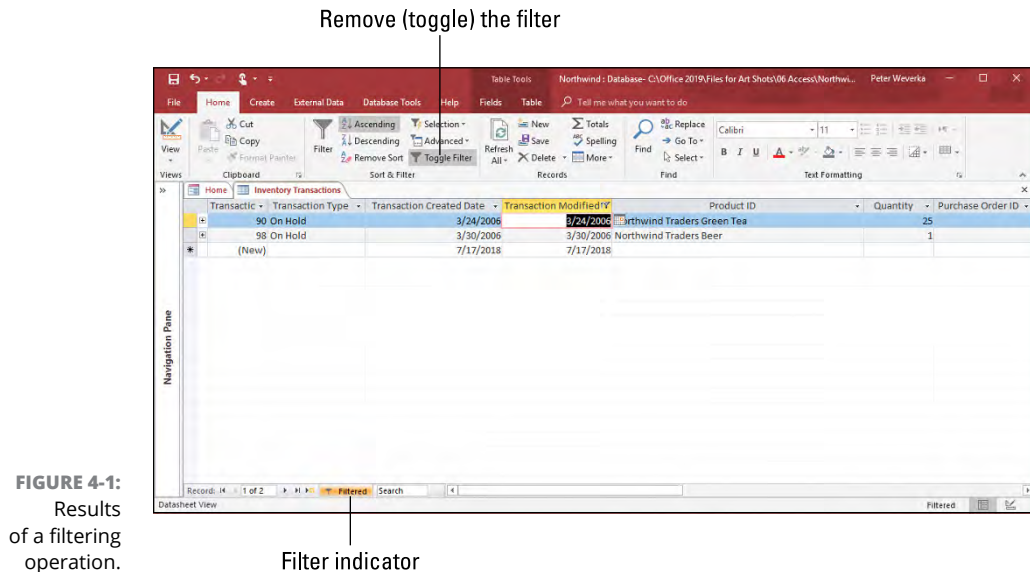 Remove (toggle) the filter
Table Tools Northwind : Database- C:\Office 2019\Files for Art Shots\06 Access\Northwi... Peter Weverka
File Home Create External Data Database Tools Help Fields Table Tell me what you want to do
View Paste Cut Copy Format Painter
Filter Ascending Descending Remove Sort Selection Advanced Toggle Filter
Refresh All New Save Delete Totals Spelling More
Find Replace Go To Select
Calibri 11
B I U A
Views Clipboard Sort & Filter Records Find Text Formatting
» Home Inventory Transactions
Transactic Transaction Type Transaction Created Date Transaction Modified Product ID Quantity Purchase Order ID
90 On Hold 3/24/2006 3/24/2006 orthwind Traders Green Tea 25
98 On Hold 3/30/2006 3/30/2006 Northwind Traders Beer 1
(New) 7/17/2018 7/17/2018
Navigation Pane
Record: 1 of 2 Filtered Search
Datasheet View Filtered
FIGURE 4-1:
Results
of a filtering
operation.
Filter indicator